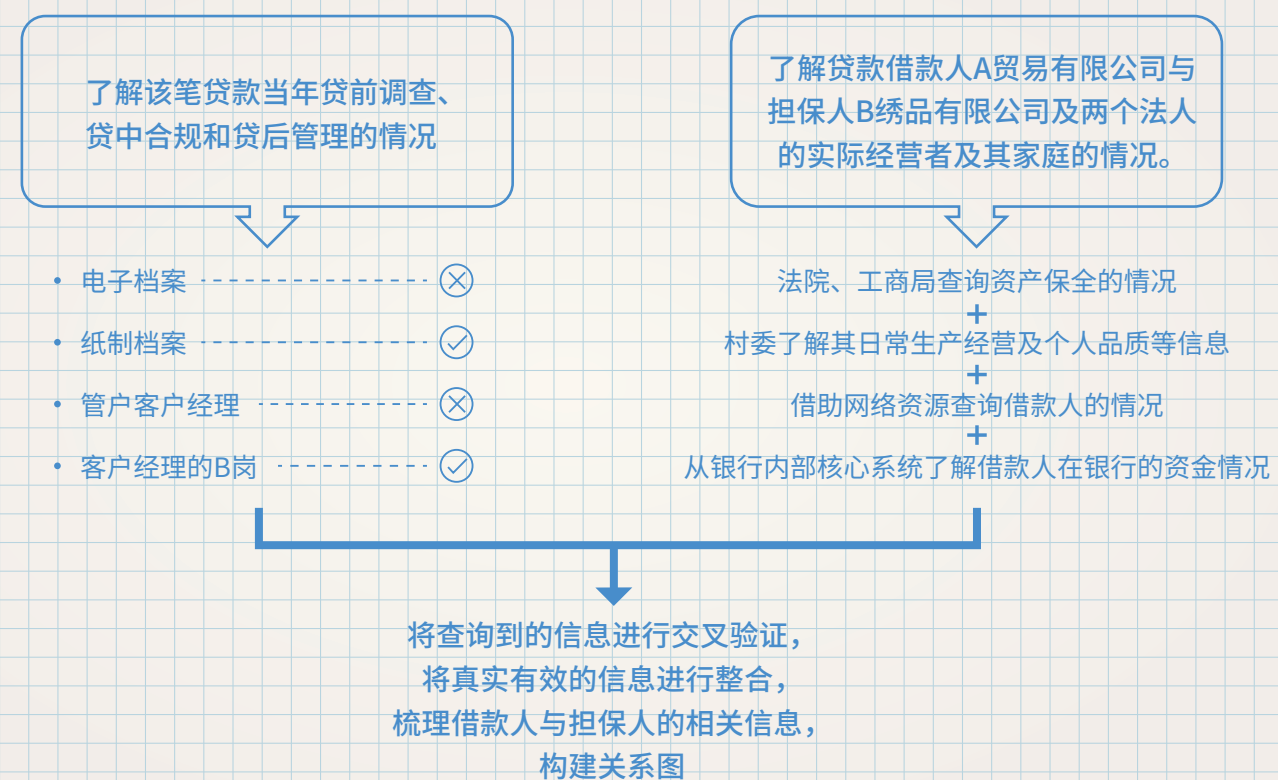 了解该笔贷款当年贷前调查、
贷中合规和贷后管理的情况
• 电子档案
• 纸制档案
• 管户客户经理
• 客户经理的B岗
了解贷款借款人A贸易有限公司与
担保人B绣品有限公司及两个法人
的实际经营者及其家庭的情况。
法院、工商局查询资产保全的情况
+
村委了解其日常生产经营及个人品质等信息
+
借助网络资源查询借款人的情况
+
从银行内部核心系统了解借款人在银行的资金情况
将查询到的信息进行交叉验证，
将真实有效的信息进行整合，
梳理借款人与担保人的相关信息，
构建关系图